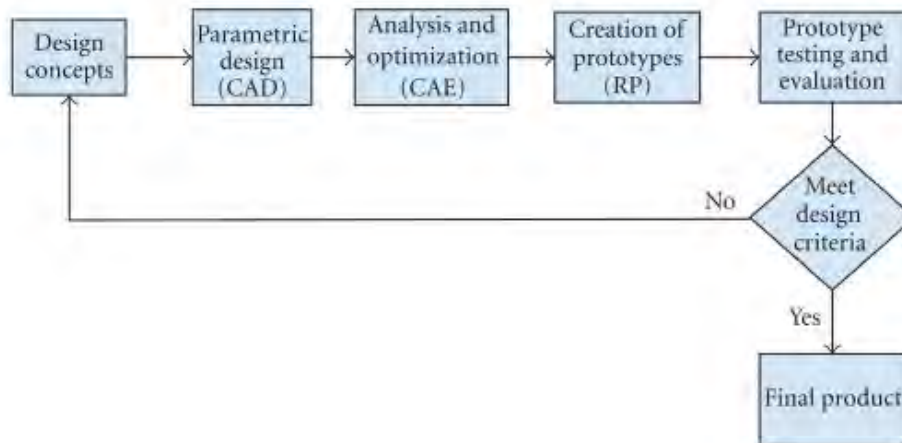 Design
concepts
Parametric
design
(CAD)
Analysis and
optimization
(CAE)
Creation of
prototypes
(RP)
Prototype
testing and
evaluation
Meet
design
criteria
No
Yes
Final product